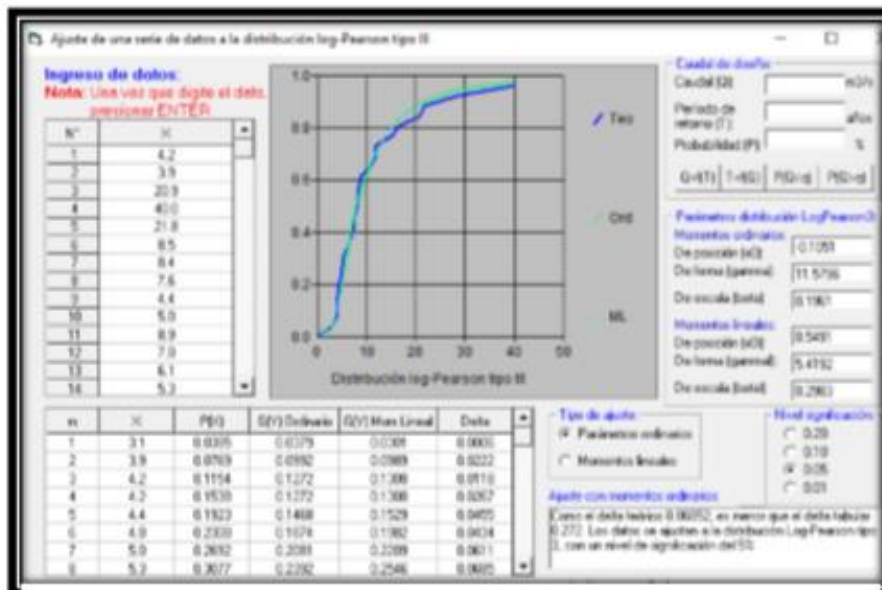 Ajuste de una serie de datos a la distribución log-Pearson tipo III
Ingreso de datos:
Nota: Una vez que digite el dato,
presionar ENTER
N° X
1 4.2
2 3.9
3 20.9
4 40.0
5 21.8
6 8.5
7 8.4
8 7.6
9 4.4
10 5.0
11 8.9
12 7.0
13 6.1
14 5.3
1.0
0.8
0.6
0.4
0.2
0.0
0 10 20 30 40 50
Distribución log-Pearson tipo III
Teo
Ord
ML
Caudal de diseño:
Caudal (Q): m3/s
Período de
retorno (T): años
Probabilidad (P): %
Q=f(T) T=f(Q)
Parámetros distribución LogPearson3:
Momentos ordinarios:
De posición (x0):
De forma (gamma): 11.5796
De escala (beta): 0.1961
Momentos lineales:
De posición (x0): 0.5491
De forma (gamma): 5.4192
De escala (beta):
m X P(X) G(Y) Ordinario G(Y) Mom Lineal Delta
1 3.1 0.0385 0.0379
2 3.9 0.0769 0.0992 0.0989 0.0222
3 4.2 0.1154 0.1272 0.1308 0.0118
4 4.2 0.1538 0.1272 0.1308 0.0267
5 4.4 0.1923 0.1468 0.1529 0.0455
6 4.8 0.2308 0.1874 0.1982 0.0434
7 5.0 0.2692 0.2081 0.2209 0.0611
8 5.3 0.3077 0.2392 0.2546 0.0685
Tipo de ajuste:
Parámetros ordinarios
Momentos lineales
Nivel significación:
0.20
0.10
0.05
0.01
Ajuste con momentos ordinarios:
Como el delta teórico es menor que el delta tabular
0.272. Los datos se ajustan a la distribución Log-Pearson tipo
3, con un nivel de significación del 5%